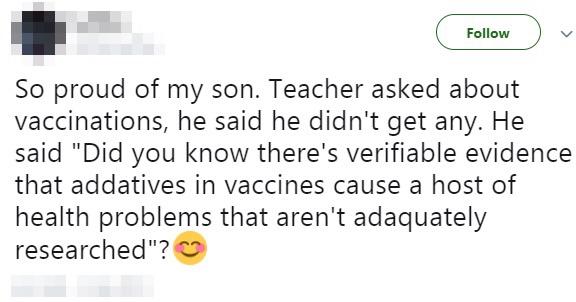 Follow
So proud of my son. Teacher asked about
vaccinations, he said he didn't get any. He
said "Did you know there's verifiable evidence
that addatives in vaccines cause a host of
health problems that aren't adaquately
researched"?😊